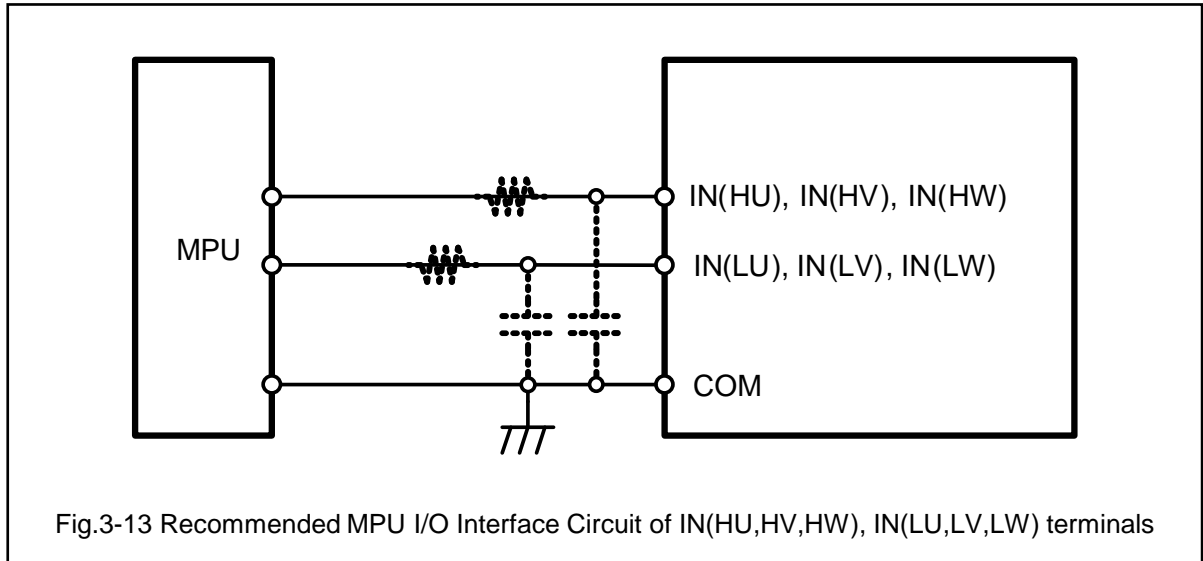 IN(HU), IN(HV), IN(HW)
MPU
IN(LU), IN(LV), IN(LW)
COM
Fig.3-13 Recommended MPU I/O Interface Circuit of IN(HU,HV,HW), IN(LU,LV,LW) terminals